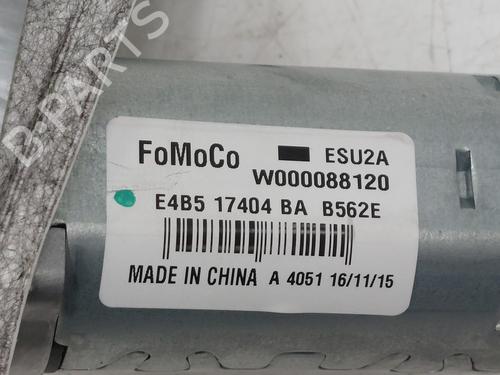 B-PARTS
FoMoCo ESU2A
W000088120
E4B5 17404 BA B562E
MADE IN CHINA A 4051 16/11/15